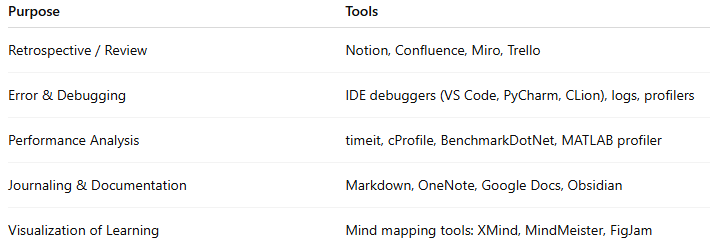 Purpose Tools
Retrospective / Review Notion, Confluence, Miro, Trello
Error & Debugging IDE debuggers (VS Code, PyCharm, CLion), logs, profilers
Performance Analysis timeit, cProfile, BenchmarkDotNet, MATLAB profiler
Journaling & Documentation Markdown, OneNote, Google Docs, Obsidian
Visualization of Learning Mind mapping tools: XMind, MindMeister, FigJam